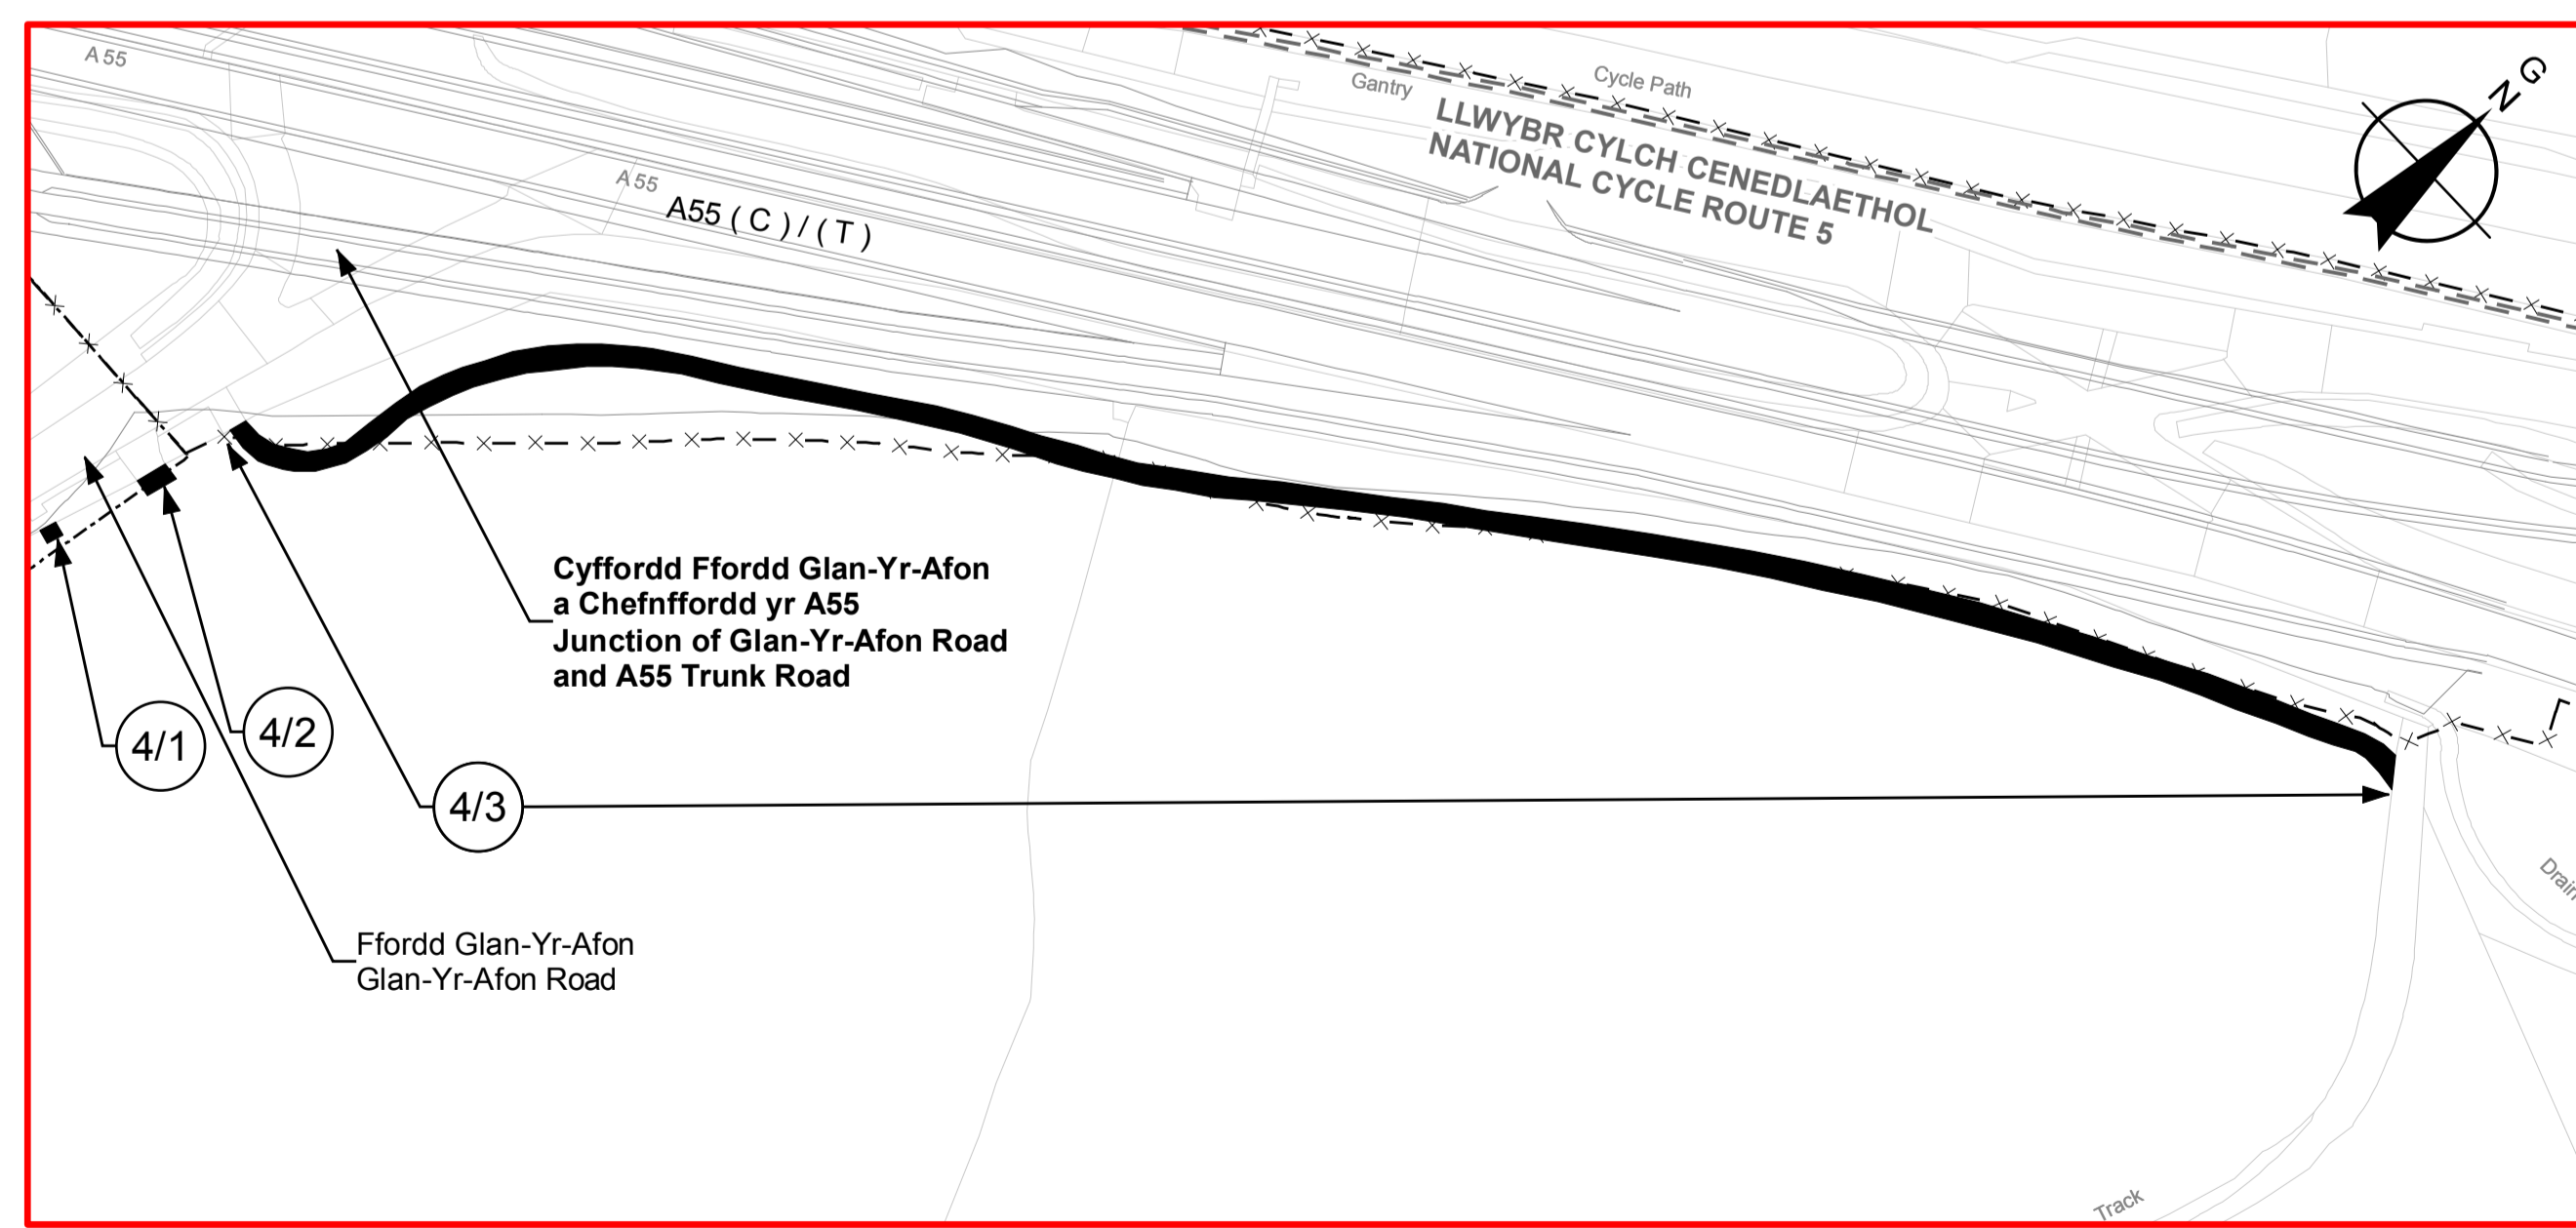 A 55
Gantry
Cycle Path
G
N
LLWYBR CYLCH CENEDLAETHOL
NATIONAL CYCLE ROUTE 5
A 55
A55 ( C ) / ( T )
Cyffordd Ffordd Glan-Yr-Afon
a Chefnffordd yr A55
Junction of Glan-Yr-Afon Road
and A55 Trunk Road
4/1
4/2
4/3
Drain
Ffordd Glan-Yr-Afon
Glan-Yr-Afon Road
Track